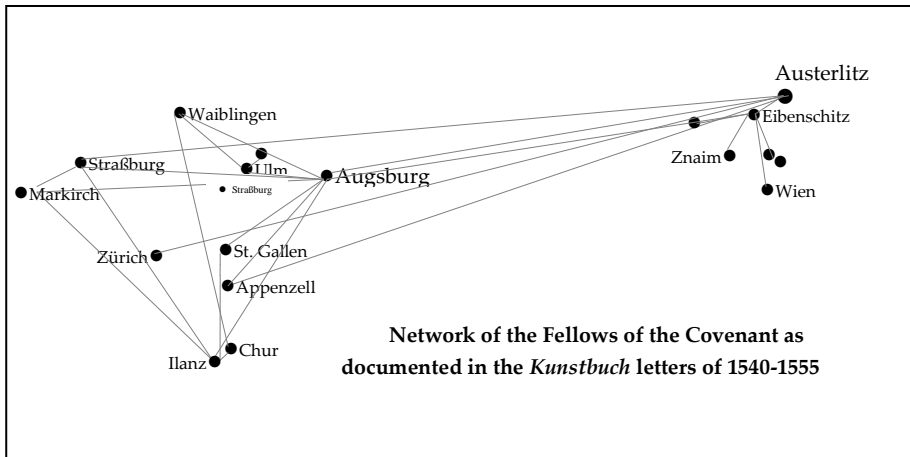 Austerlitz
Waiblingen
Eibenschitz
Straßburg
Ulm
Znaim
Augsburg
Markirch
Straßburg
Wien
Zürich
St. Gallen
Appenzell
Network of the Fellows of the Covenant as
documented in the Kunstbuch letters of 1540-1555
Chur
Ilanz